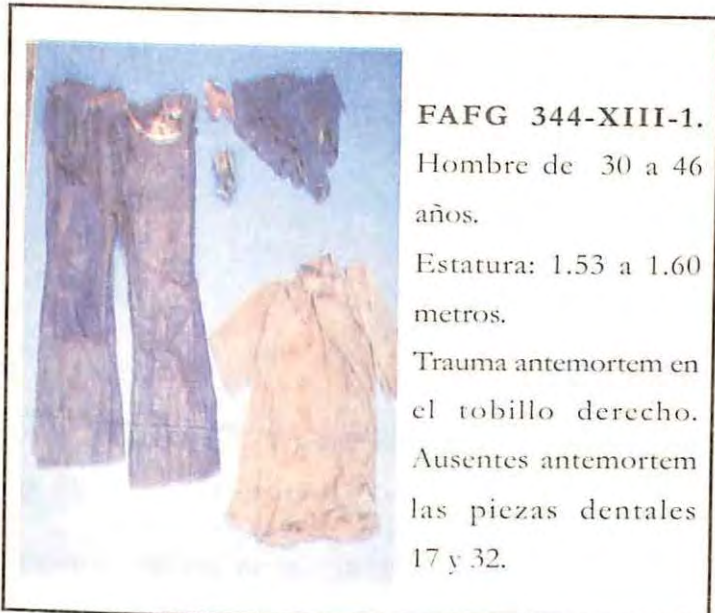 FAFG 344-XIII-1.
Hombre de 30 a 46
años.
Estatura: 1.53 a 1.60
metros.
Trauma antemortem en
el tobillo derecho.
Ausentes antemortem
las piezas dentales
17 y 32.